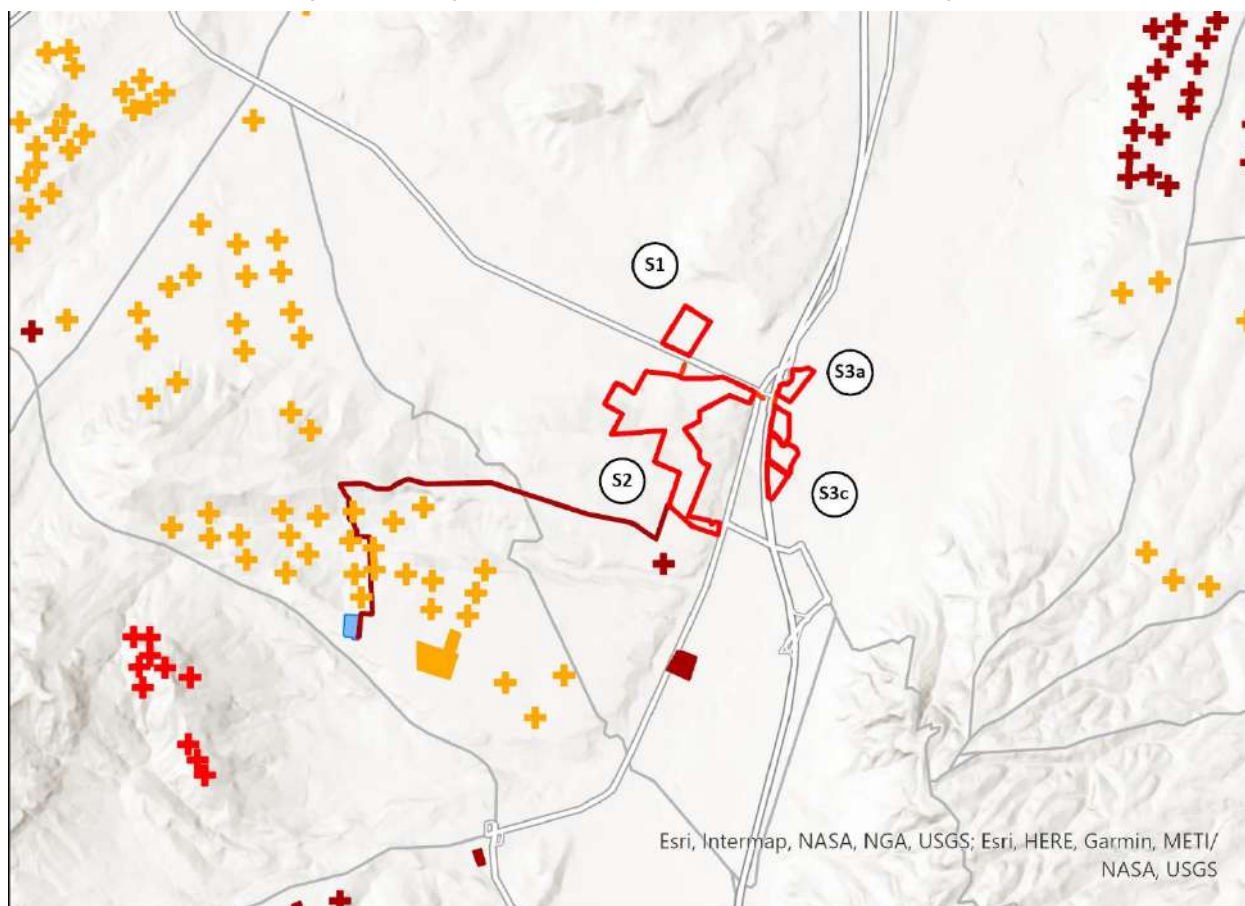 S1
S3a
S2
S3c
Esri, Intermap, NASA, NGA, USGS; Esri, HERE, Garmin, METI/
NASA, USGS